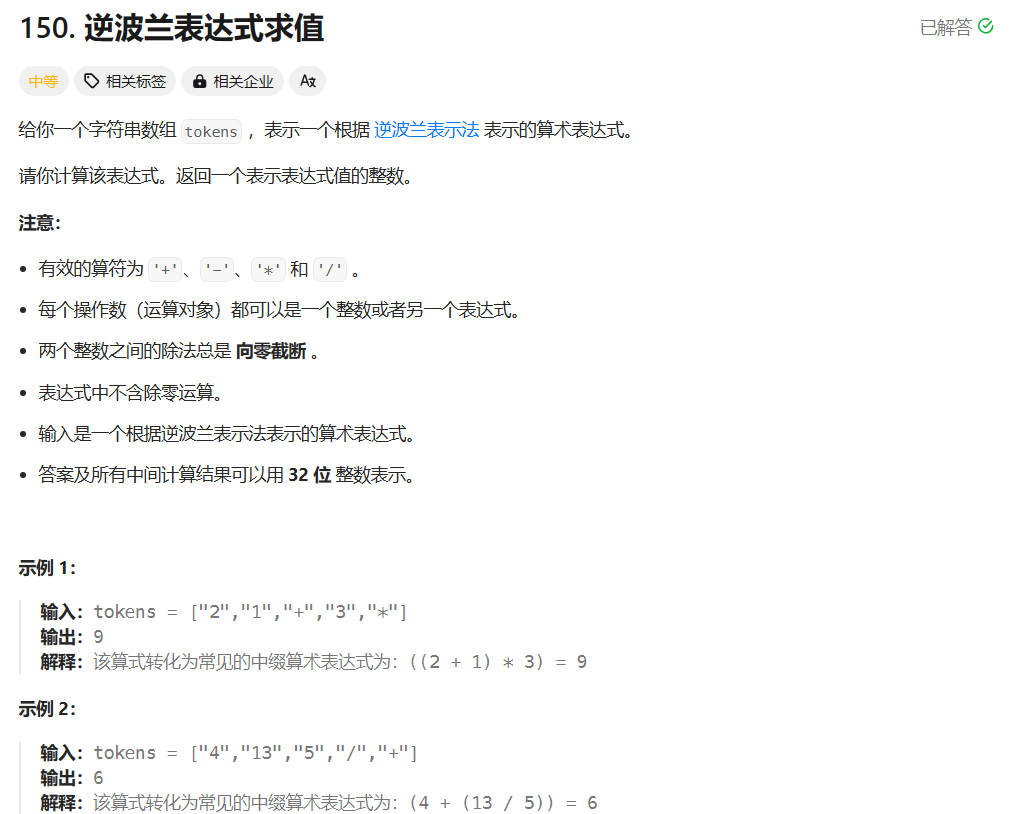 150. 逆波兰表达式求值
已解答
中等 相关标签 相关企业 Aあ
给你一个字符串数组 tokens ，表示一个根据 逆波兰表示法 表示的算术表达式。
请你计算该表达式。返回一个表示表达式值的整数。
注意：
有效的算符为 '+'、'-'、'*' 和 '/' 。
每个操作数（运算对象）都可以是一个整数或者另一个表达式。
两个整数之间的除法总是 向零截断 。
表达式中不含除零运算。
输入是一个根据逆波兰表示法表示的算术表达式。
答案及所有中间计算结果可以用 32 位 整数表示。
示例 1：
输入：tokens = ["2","1","+","3","*"]
输出：9
解释：该算式转化为常见的中缀算术表达式为：((2 + 1) * 3) = 9
示例 2：
输入：tokens = ["4","13","5","/","+"]
输出：6
解释：该算式转化为常见的中缀算术表达式为：(4 + (13 / 5)) = 6